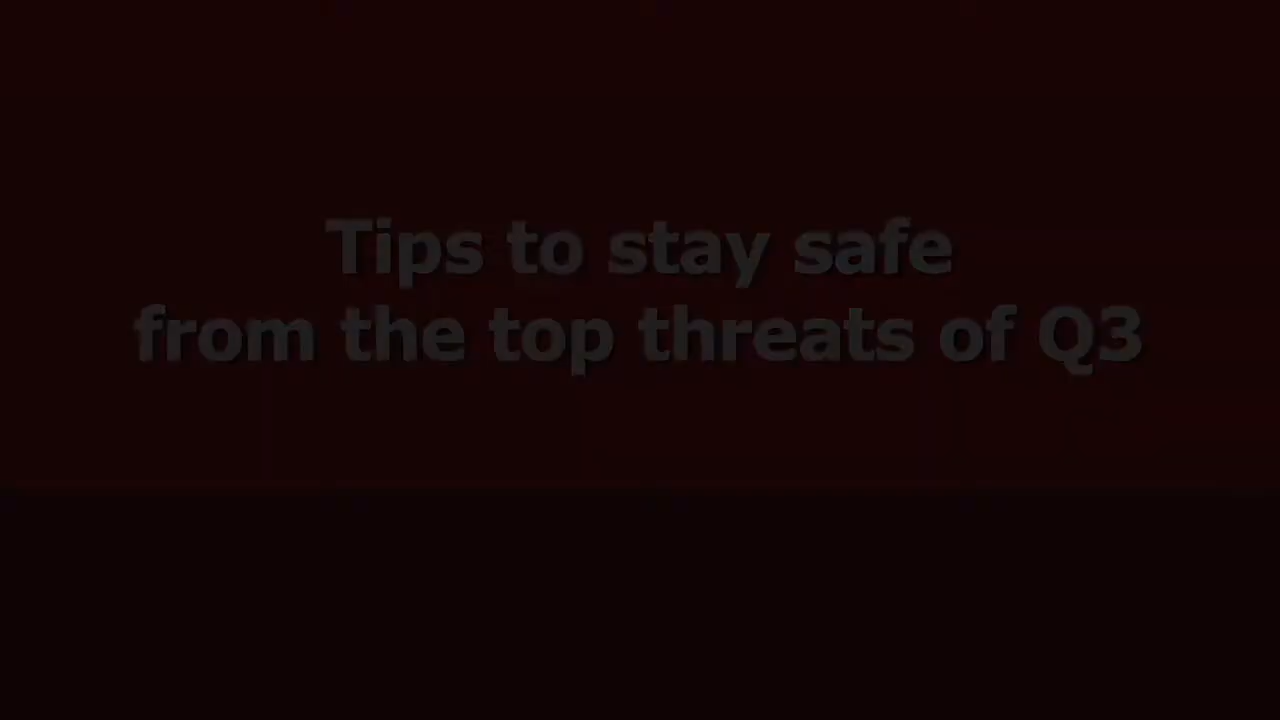 Tips to stay safe
from the top threats of Q3